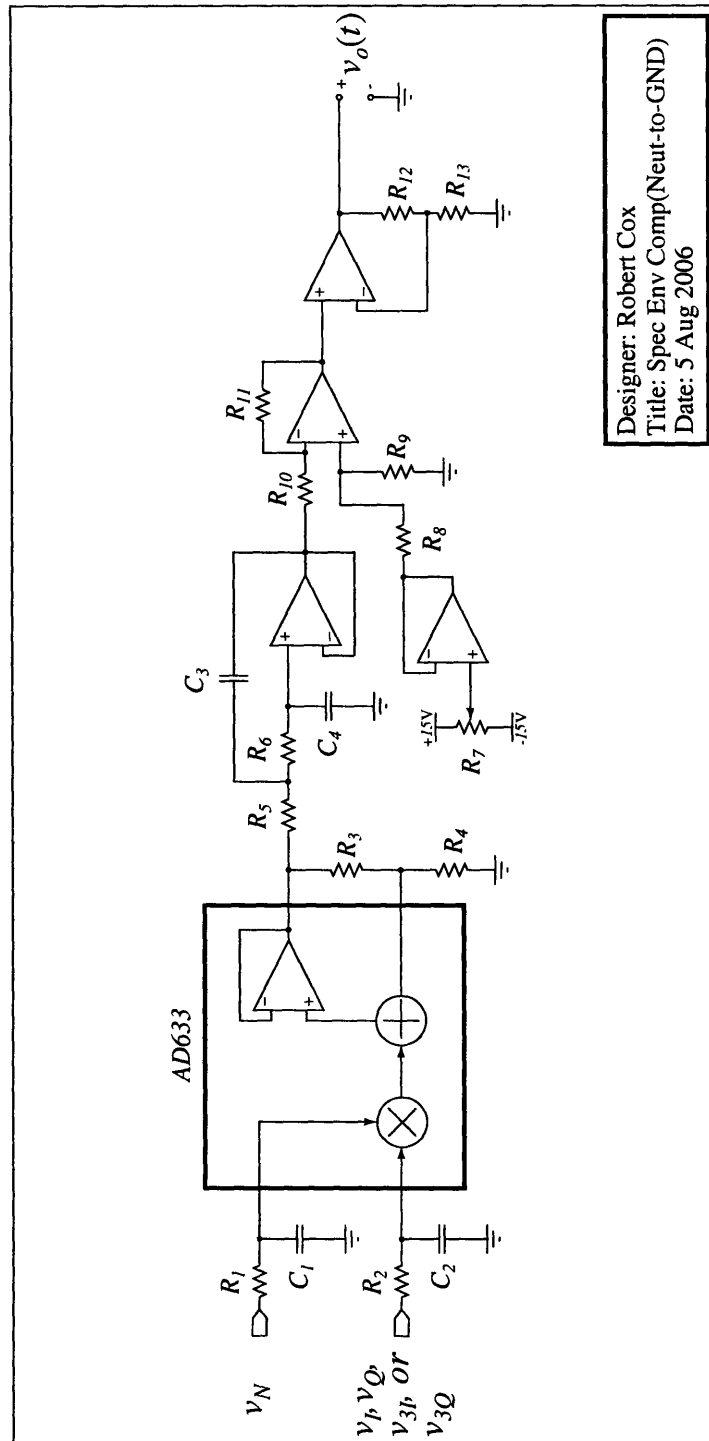 AD633
v_N
R_1
C_1
v_I, v_Q,
v_3I, or
v_3Q
R_2
C_2
-
+
R_3
R_4
R_5
R_6
C_3
C_4
+
-
R_7
+15V
-15V
-
+
R_8
R_9
R_10
R_11
-
+
+
-
R_12
R_13
+
-
v_o(t)
Designer: Robert Cox
Title: Spec Env Comp(Neut-to-GND)
Date: 5 Aug 2006